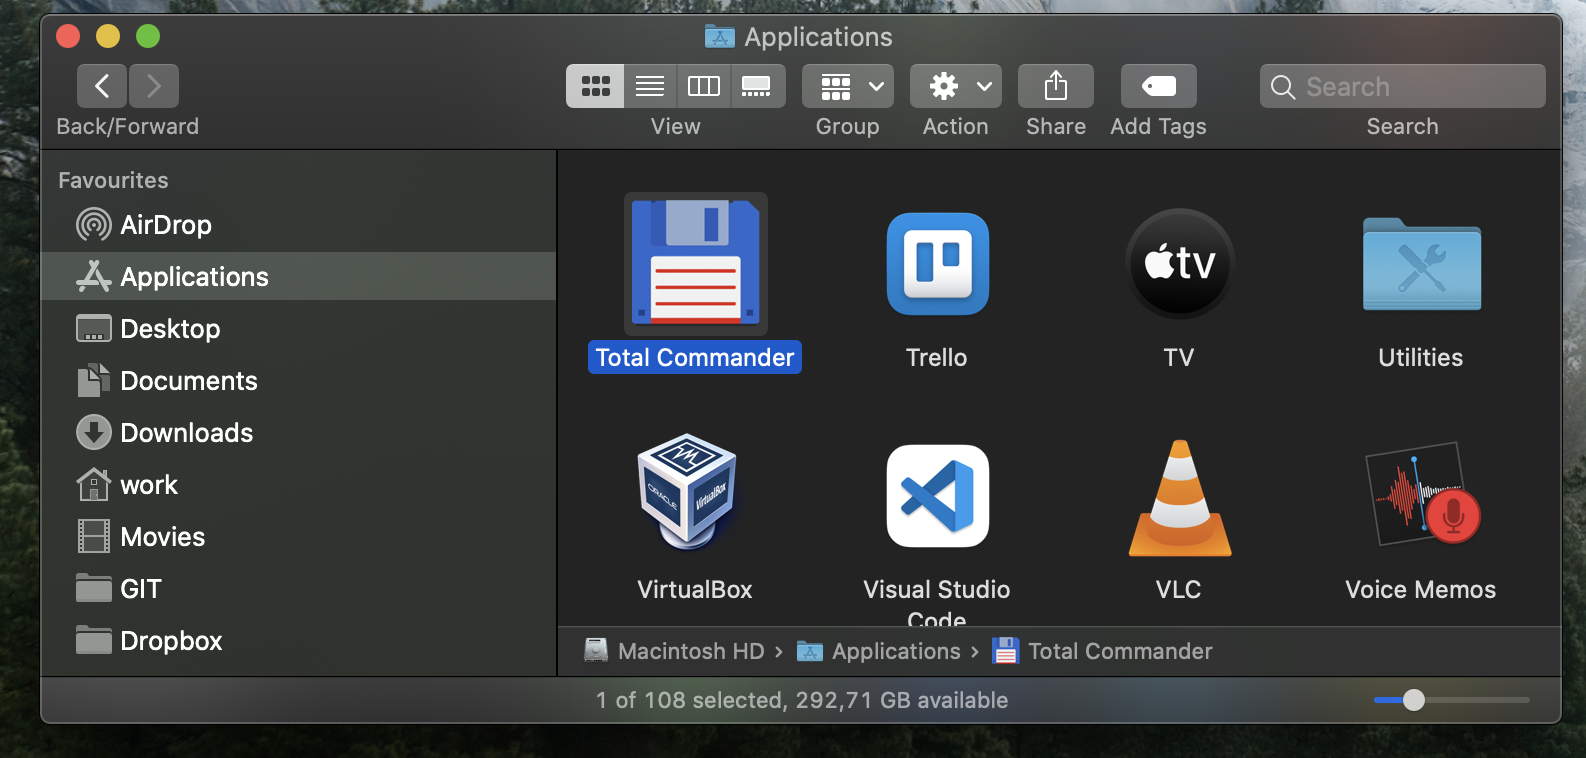 Applications
Back/Forward
View
Group
Action
Share
Add Tags
Search
Search
Favourites
AirDrop
Applications
Desktop
Documents
Downloads
work
Movies
GIT
Dropbox
Total Commander
Trello
tv
TV
Utilities
ORACLE
VirtualBox
VirtualBox
Visual Studio
Code
VLC
Voice Memos
Macintosh HD › Applications › Total Commander
1 of 108 selected, 292,71 GB available